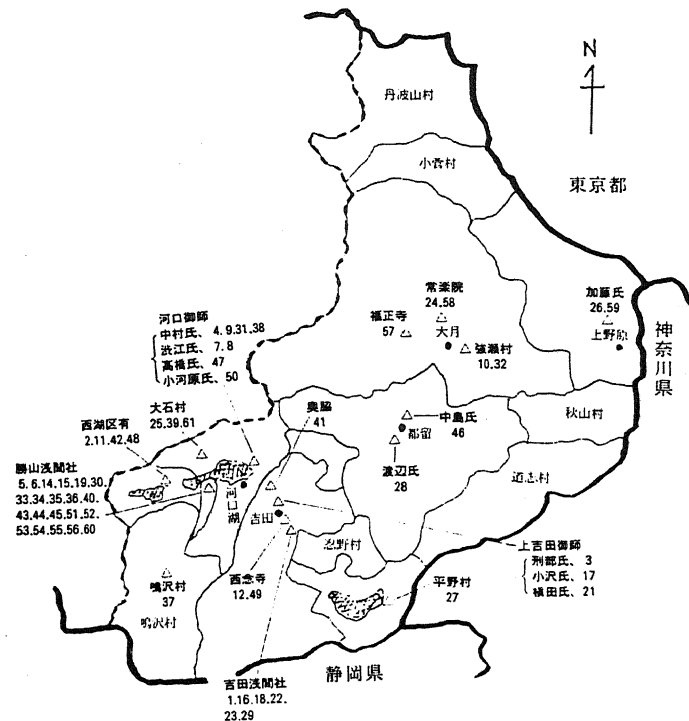 N
丹波山村
小菅村
東京都
神奈川県
加藤氏
26.59
上野原
常楽院
24.58
福正寺
57
大月
強瀬村
10.32
河口御師
中村氏、4.9.31.38
渋江氏、7.8
高橋氏、47
小河原氏、50
大石村
25.39.61
奥脇
41
中島氏
46
都留
秋山村
渡辺氏
28
道志村
西湖区有
2.11.42.48
勝山浅間社
5.6.14.15.19.30.
33.34.35.36.40.
43.44.45.51.52.
53.54.55.56.60
河口湖
吉田
忍野村
上吉田御師
刑部氏、3
小沢氏、17
槇田氏、21
鳴沢村
37
鳴沢村
西念寺
12.49
平野村
27
吉田浅間社
1.16.18.22.
23.29
静岡県